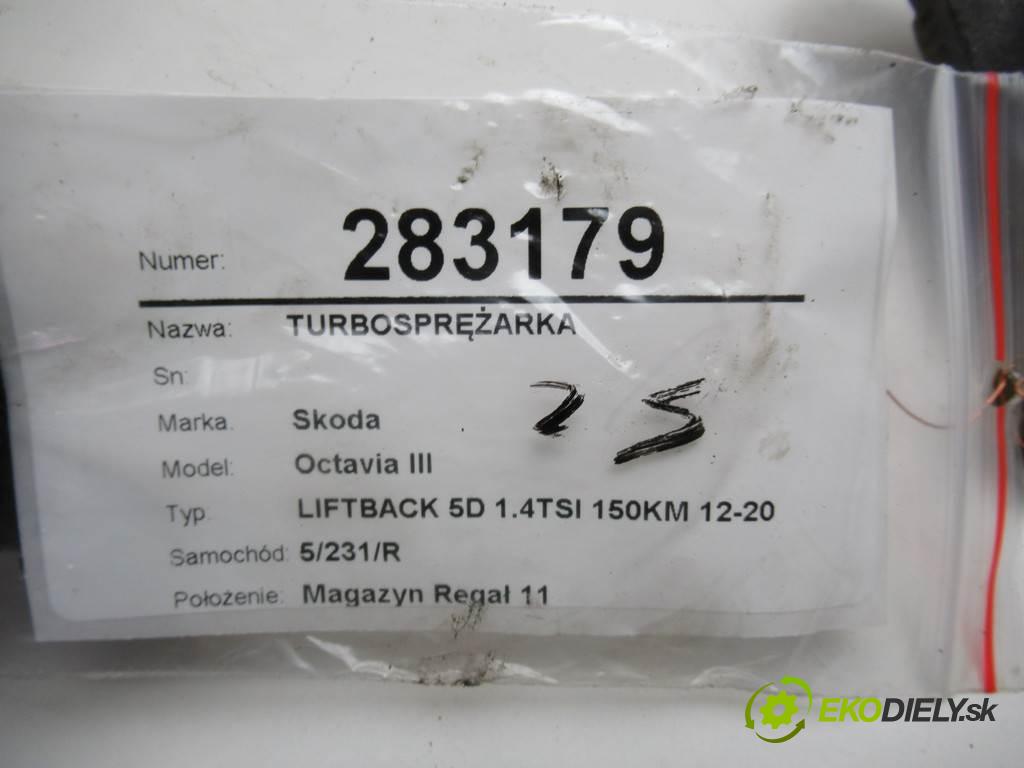 Numer: 283179
Nazwa: TURBOSPRĘŻARKA
Sn:
Marka. Skoda
Model: Octavia III
Typ. LIFTBACK 5D 1.4TSI 150KM 12-20
Samochód: 5/231/R
Położenie: Magazyn Regał 11
25
EKODIELY.sk